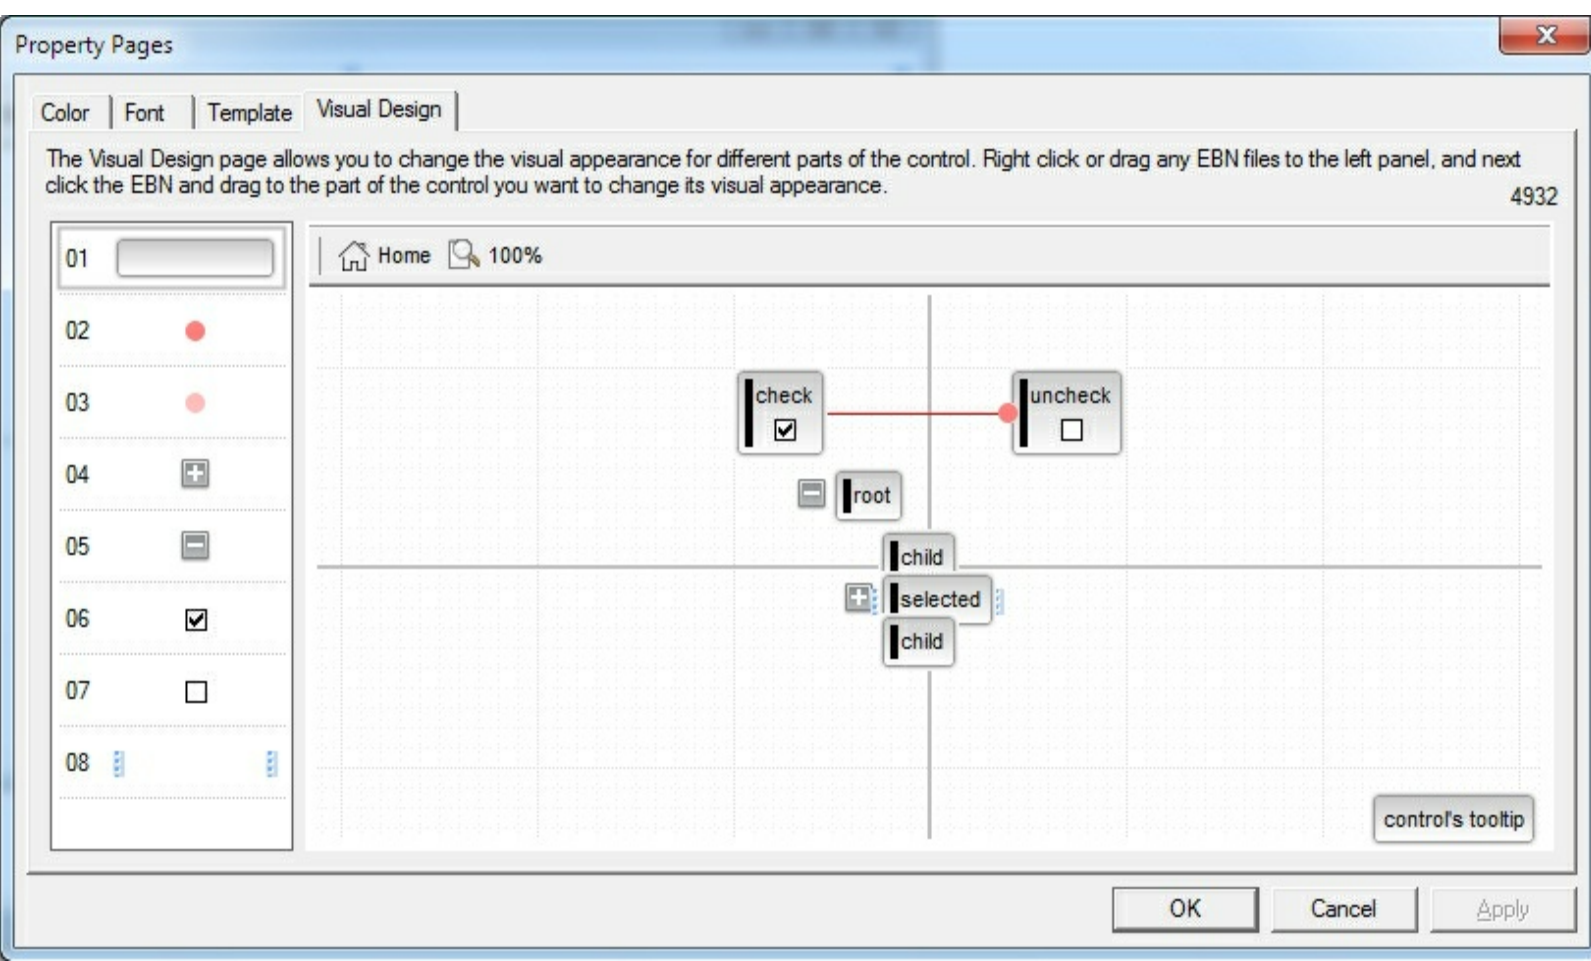 Property Pages
Color Font Template Visual Design
The Visual Design page allows you to change the visual appearance for different parts of the control. Right click or drag any EBN files to the left panel, and next
click the EBN and drag to the part of the control you want to change its visual appearance.
4932
01
02
03
04
05
06
07
08
Home 100%
check
uncheck
root
child
selected
child
control's tooltip
OK Cancel Apply